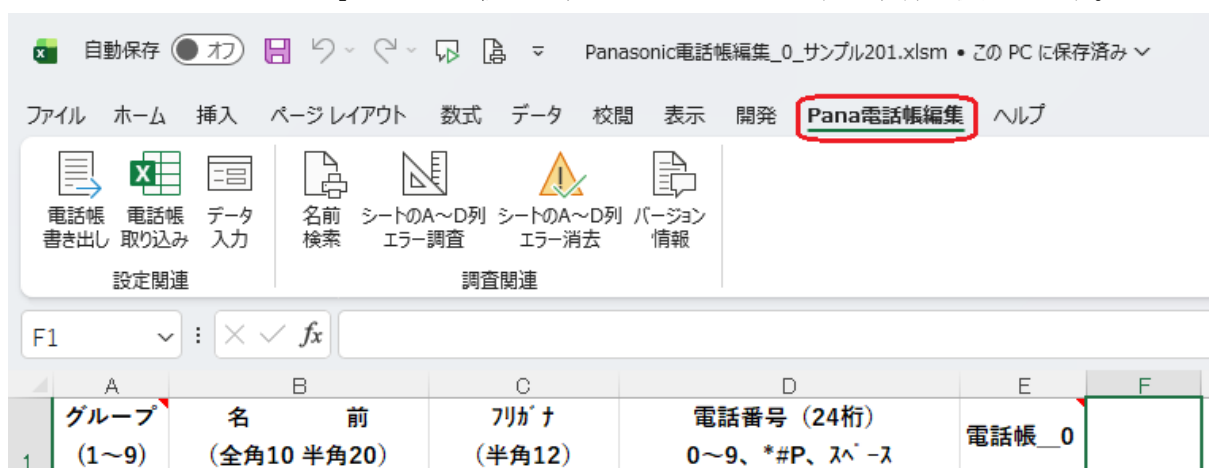 自動保存 オフ Panasonic電話帳編集_0_サンプル201.xlsm • この PC に保存済み
ファイル ホーム 挿入 ページ レイアウト 数式 データ 校閲 表示 開発 Pana電話帳編集 ヘルプ
電話帳 電話帳 データ 名前 シートのA～D列 シートのA～D列 バージョン
書き出し 取り込み 入力 検索 エラー調査 エラー消去 情報
設定関連 調査関連
F1 fx
A B C D E F
グループ 名 前 ﾌﾘｶﾞﾅ 電話番号（24桁）
1 (1～9) （全角10 半角20） （半角12） 0～9、*#P、ｽﾍﾟｰｽ 電話帳__0